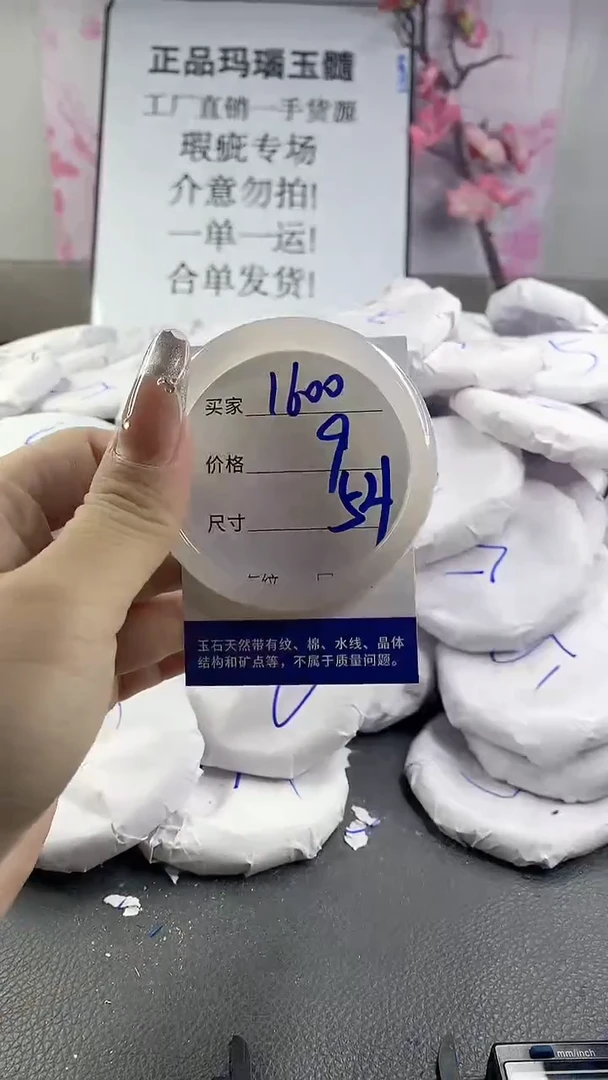 正品玛瑙玉髓
工厂直销一手货源
瑕疵专场
介意勿拍!
一单一运!
合单发货!
买家 1600
价格 9
尺寸 54
玉石天然带有纹、棉、水线、晶体
结构和矿点等，不属于质量问题。
mm/inch